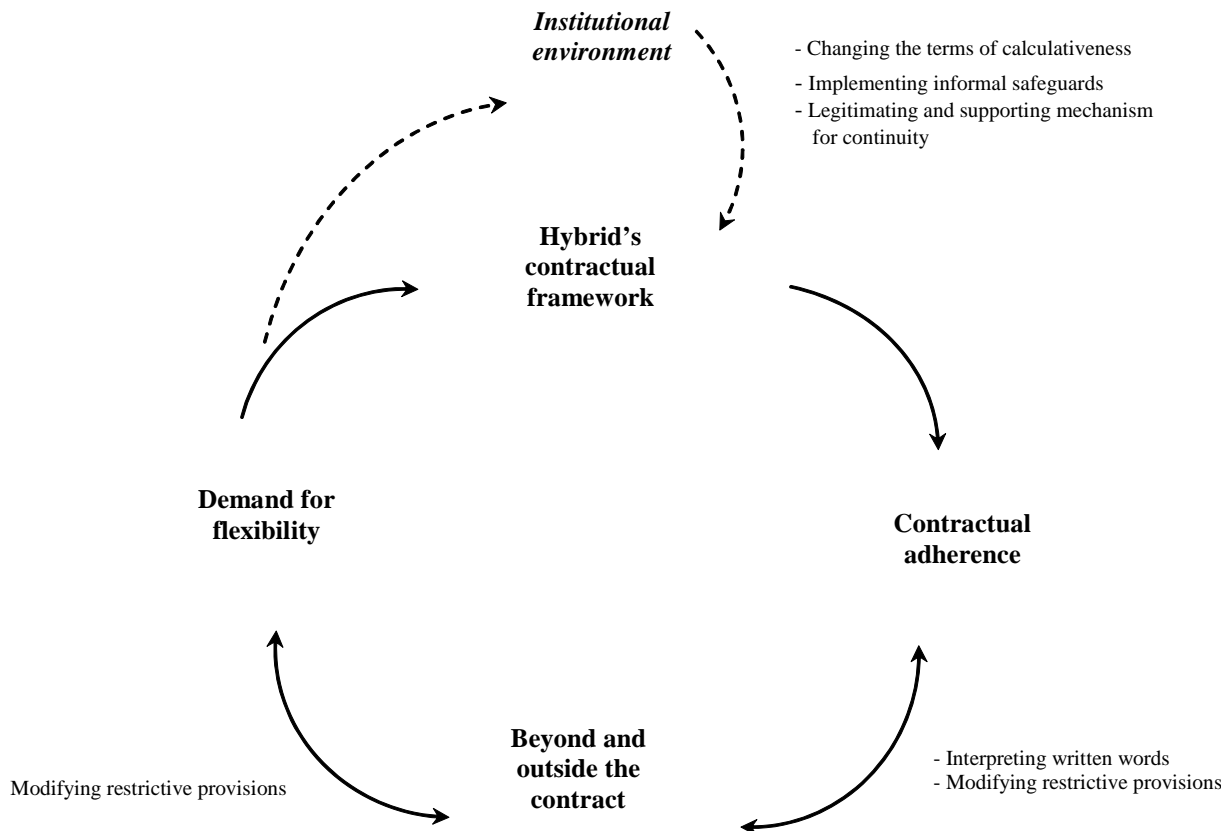 Institutional
environment
- Changing the terms of calculativeness
- Implementing informal safeguards
- Legitimating and supporting mechanism
for continuity
Hybrid’s
contractual
framework
Demand for
flexibility
Contractual
adherence
Beyond and
outside the
contract
- Interpreting written words
- Modifying restrictive provisions
Modifying restrictive provisions